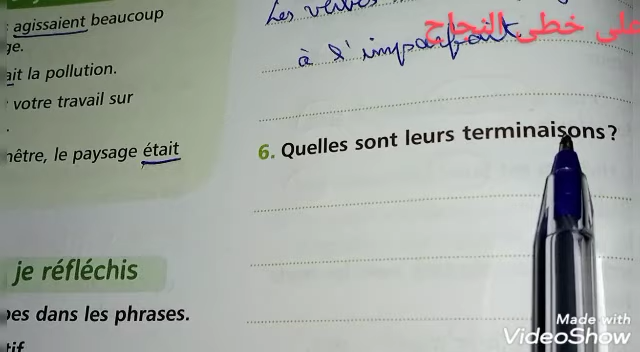 : agissaient beaucoup
ge.
ait la pollution.
votre travail sur
.
nêtre, le paysage était
je réfléchis
es dans les phrases.
tif
Les verbes
à l'imparfait
على خطى النجاح
6. Quelles sont leurs terminaisons?
Made with
VideoShow